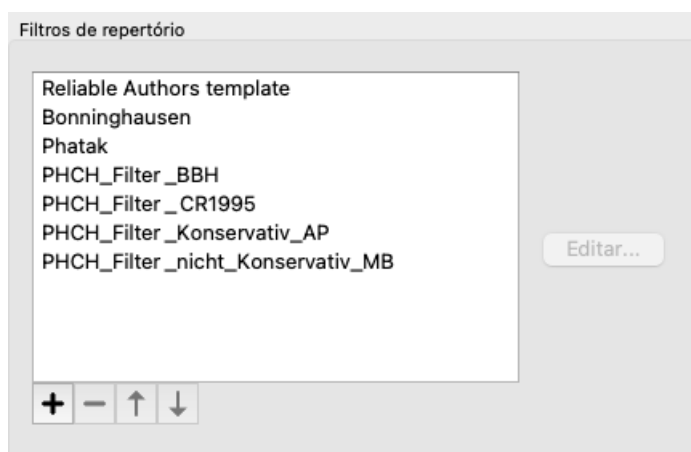 Filtros de repertório
Reliable Authors template
Bonninghausen
Phatak
PHCH_Filter_BBH
PHCH_Filter_CR1995
PHCH_Filter_Konservativ_AP
PHCH_Filter_nicht_Konservativ_MB
Editar...